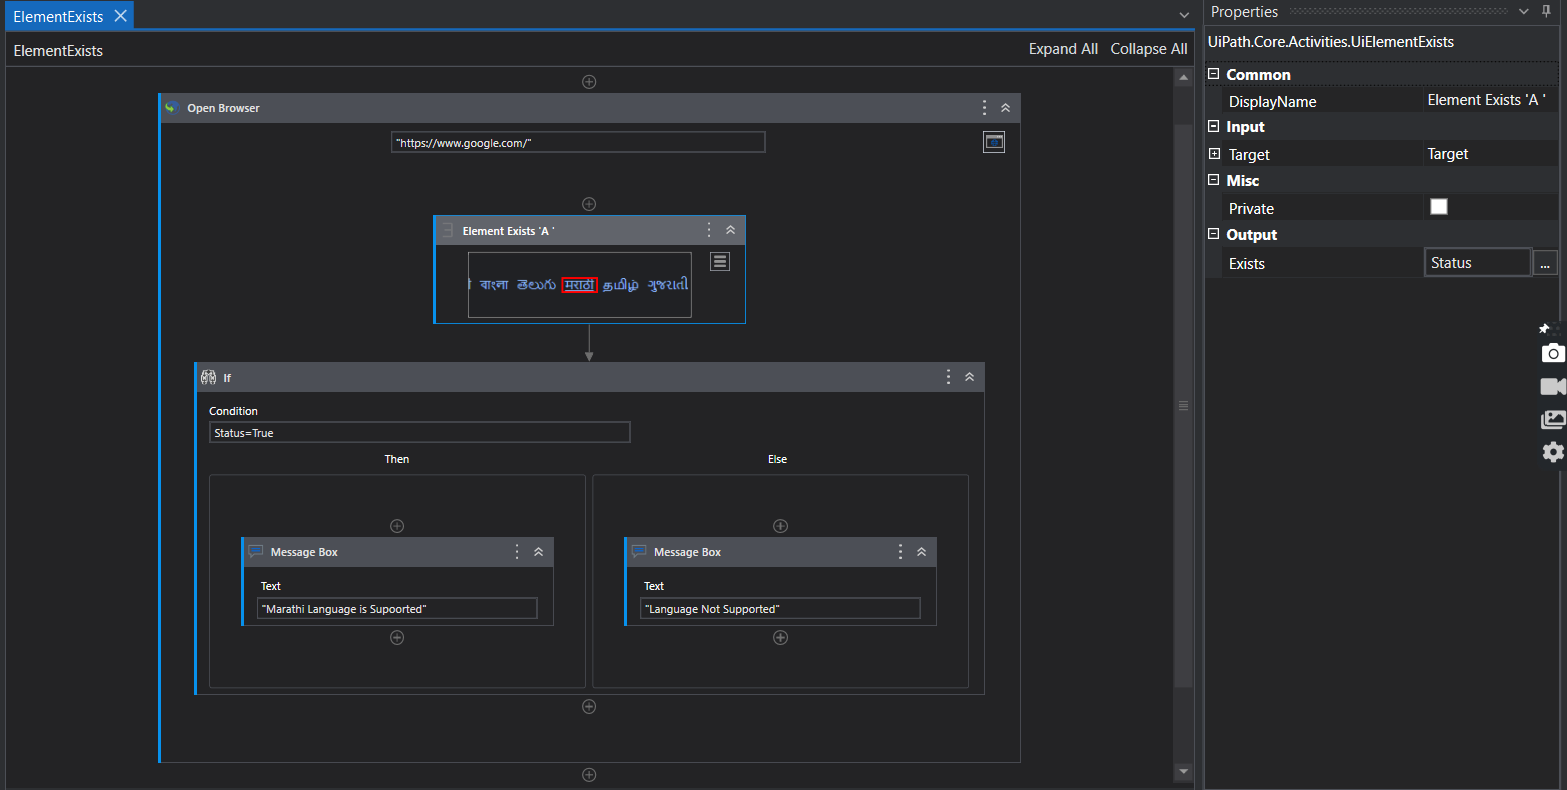 ElementExists
ElementExists
Expand All Collapse All
Open Browser
"https://www.google.com/"
Element Exists 'A '
বাংলা తెలుగు मराठी தமிழ் ગુજરાતી
If
Condition
Status=True
Then
Else
Message Box
Text
"Marathi Language is Supoorted"
Message Box
Text
"Language Not Supported"
Properties
UiPath.Core.Activities.UiElementExists
Common
DisplayName Element Exists 'A '
Input
Target Target
Misc
Private
Output
Exists Status ...